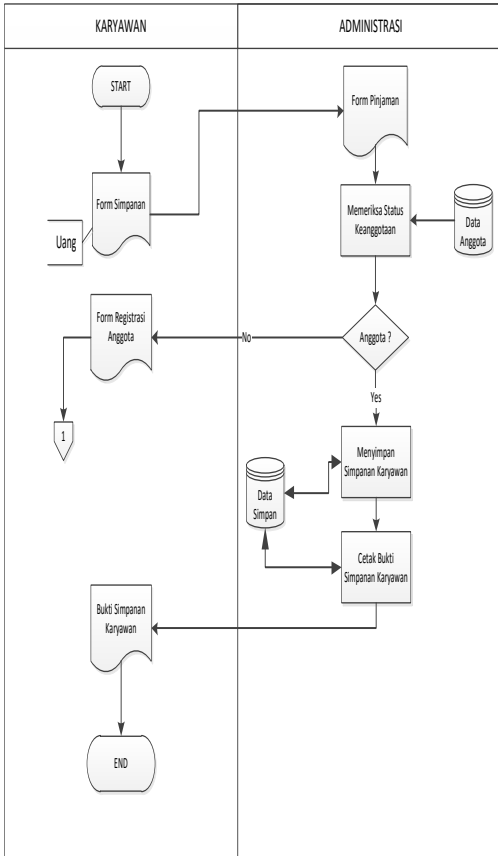 KARYAWAN
ADMINISTRASI
START
Form Pinjaman
Form Simpanan
Uang
Memeriksa Status
Keanggotaan
Data
Anggota
Form Registrasi
Anggota
No
Anggota ?
1
Yes
Menyimpan
Simpanan Karyawan
Data
Simpan
Cetak Bukti
Simpanan Karyawan
Bukti Simpanan
Karyawan
END